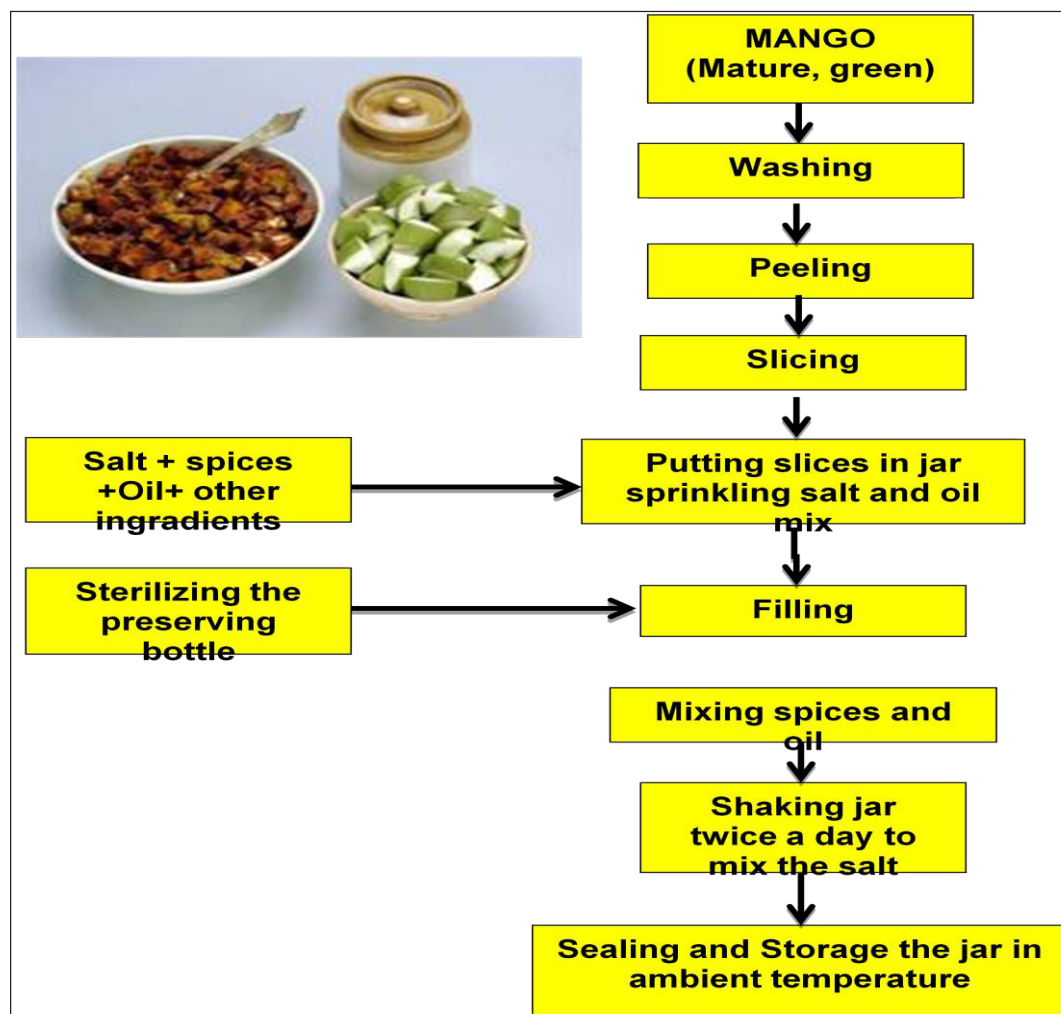 MANGO
(Mature, green)
Washing
Peeling
Slicing
Salt + spices
+Oil+ other
ingradients
Putting slices in jar
sprinkling salt and oil
mix
Sterilizing the
preserving
bottle
Filling
Mixing spices and
oil
Shaking jar
twice a day to
mix the salt
Sealing and Storage the jar in
ambient temperature